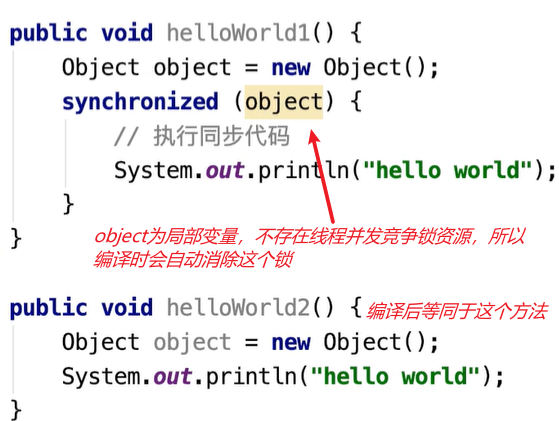 public void helloWorld1() {
Object object = new Object();
synchronized (object) {
// 执行同步代码
System.out.println("hello world");
}
object为局部变量，不存在线程并发竞争锁资源，所以
}
编译时会自动消除这个锁
public void helloWorld2() { 编译后等同于这个方法
Object object = new Object();
System.out.println("hello world");
}